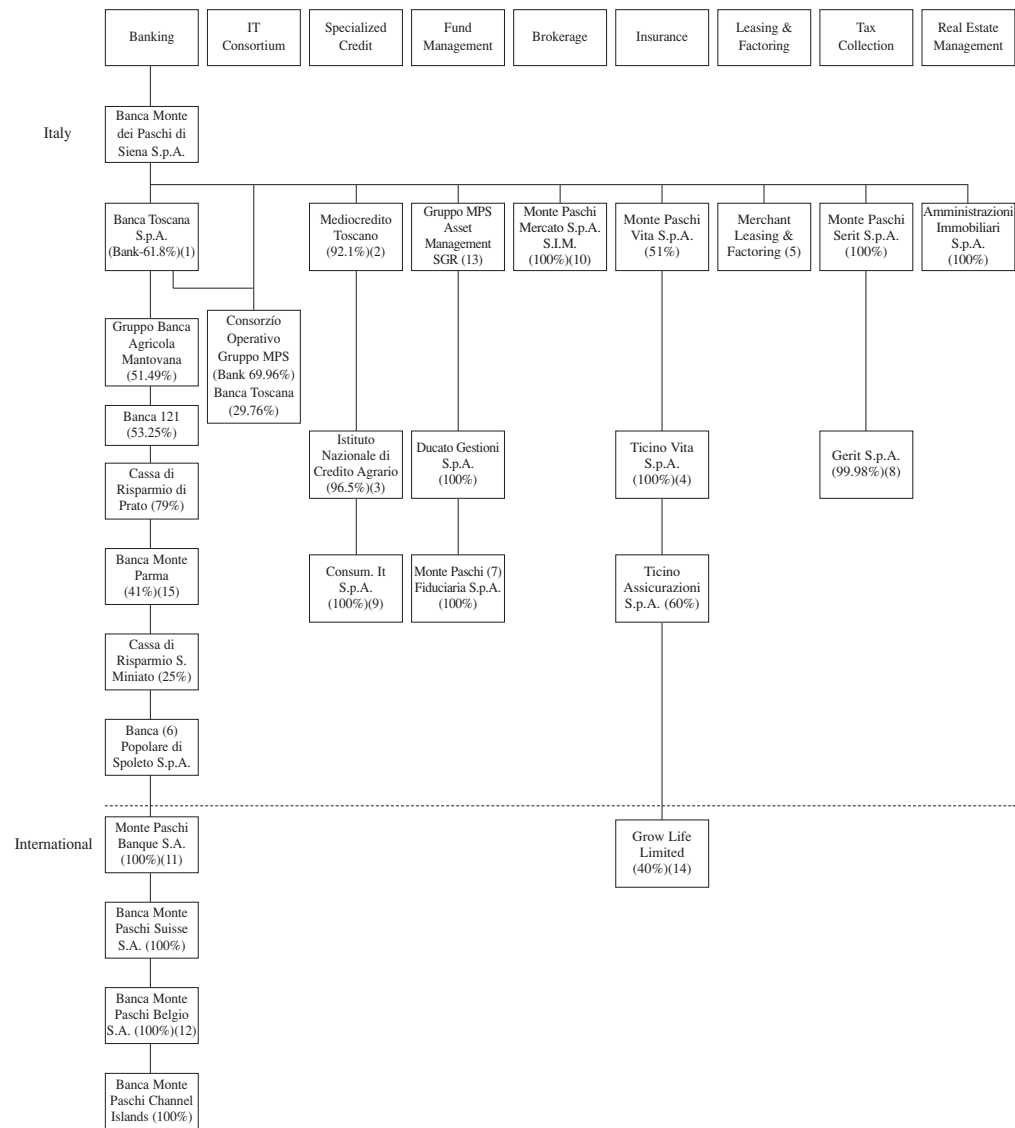 Banking
IT
Consortium
Specialized
Credit
Fund
Management
Brokerage
Insurance
Leasing &
Factoring
Tax
Collection
Real Estate
Management
Italy
Banca Monte
dei Paschi di
Siena S.p.A.
Banca Toscana
S.p.A.
(Bank-61.8%)(1)
Mediocredito
Toscano
(92.1%)(2)
Gruppo MPS
Asset
Management
SGR (13)
Monte Paschi
Mercato S.p.A.
S.I.M.
(100%)(10)
Monte Paschi
Vita S.p.A.
(51%)
Merchant
Leasing &
Factoring (5)
Monte Paschi
Serit S.p.A.
(100%)
Amministrazioni
Immobiliari
S.p.A.
(100%)
Gruppo Banca
Agricola
Mantovana
(51.49%)
Consorzío
Operativo
Gruppo MPS
(Bank 69.96%)
Banca Toscana
(29.76%)
Banca 121
(53.25%)
Cassa di
Risparmio di
Prato (79%)
Istituto
Nazionale di
Credito Agrario
(96.5%)(3)
Ducato Gestioni
S.p.A.
(100%)
Ticino Vita
S.p.A.
(100%)(4)
Gerit S.p.A.
(99.98%)(8)
Banca Monte
Parma
(41%)(15)
Consum. It
S.p.A.
(100%)(9)
Monte Paschi (7)
Fiduciaria S.p.A.
(100%)
Ticino
Assicurazioni
S.p.A. (60%)
Cassa di
Risparmio S.
Miniato (25%)
Banca (6)
Popolare di
Spoleto S.p.A.
International
Monte Paschi
Banque S.A.
(100%)(11)
Grow Life
Limited
(40%)(14)
Banca Monte
Paschi Suisse
S.A. (100%)
Banca Monte
Paschi Belgio
S.A. (100%)(12)
Banca Monte
Paschi Channel
Islands (100%)